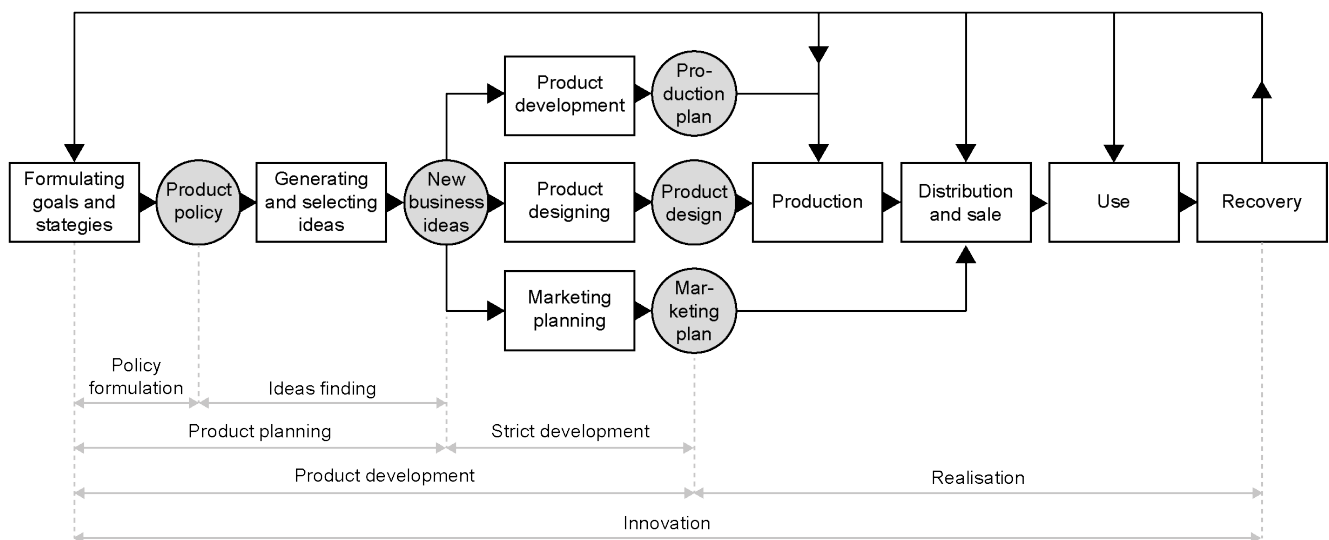 Product
development
Pro-
duction
plan
Formulating
goals and
stategies
Product
policy
Generating
and selecting
ideas
New
business
ideas
Product
designing
Product
design
Production
Distribution
and sale
Use
Recovery
Marketing
planning
Mar-
keting
plan
Policy
formulation
Ideas finding
Product planning
Strict development
Product development
Realisation
Innovation